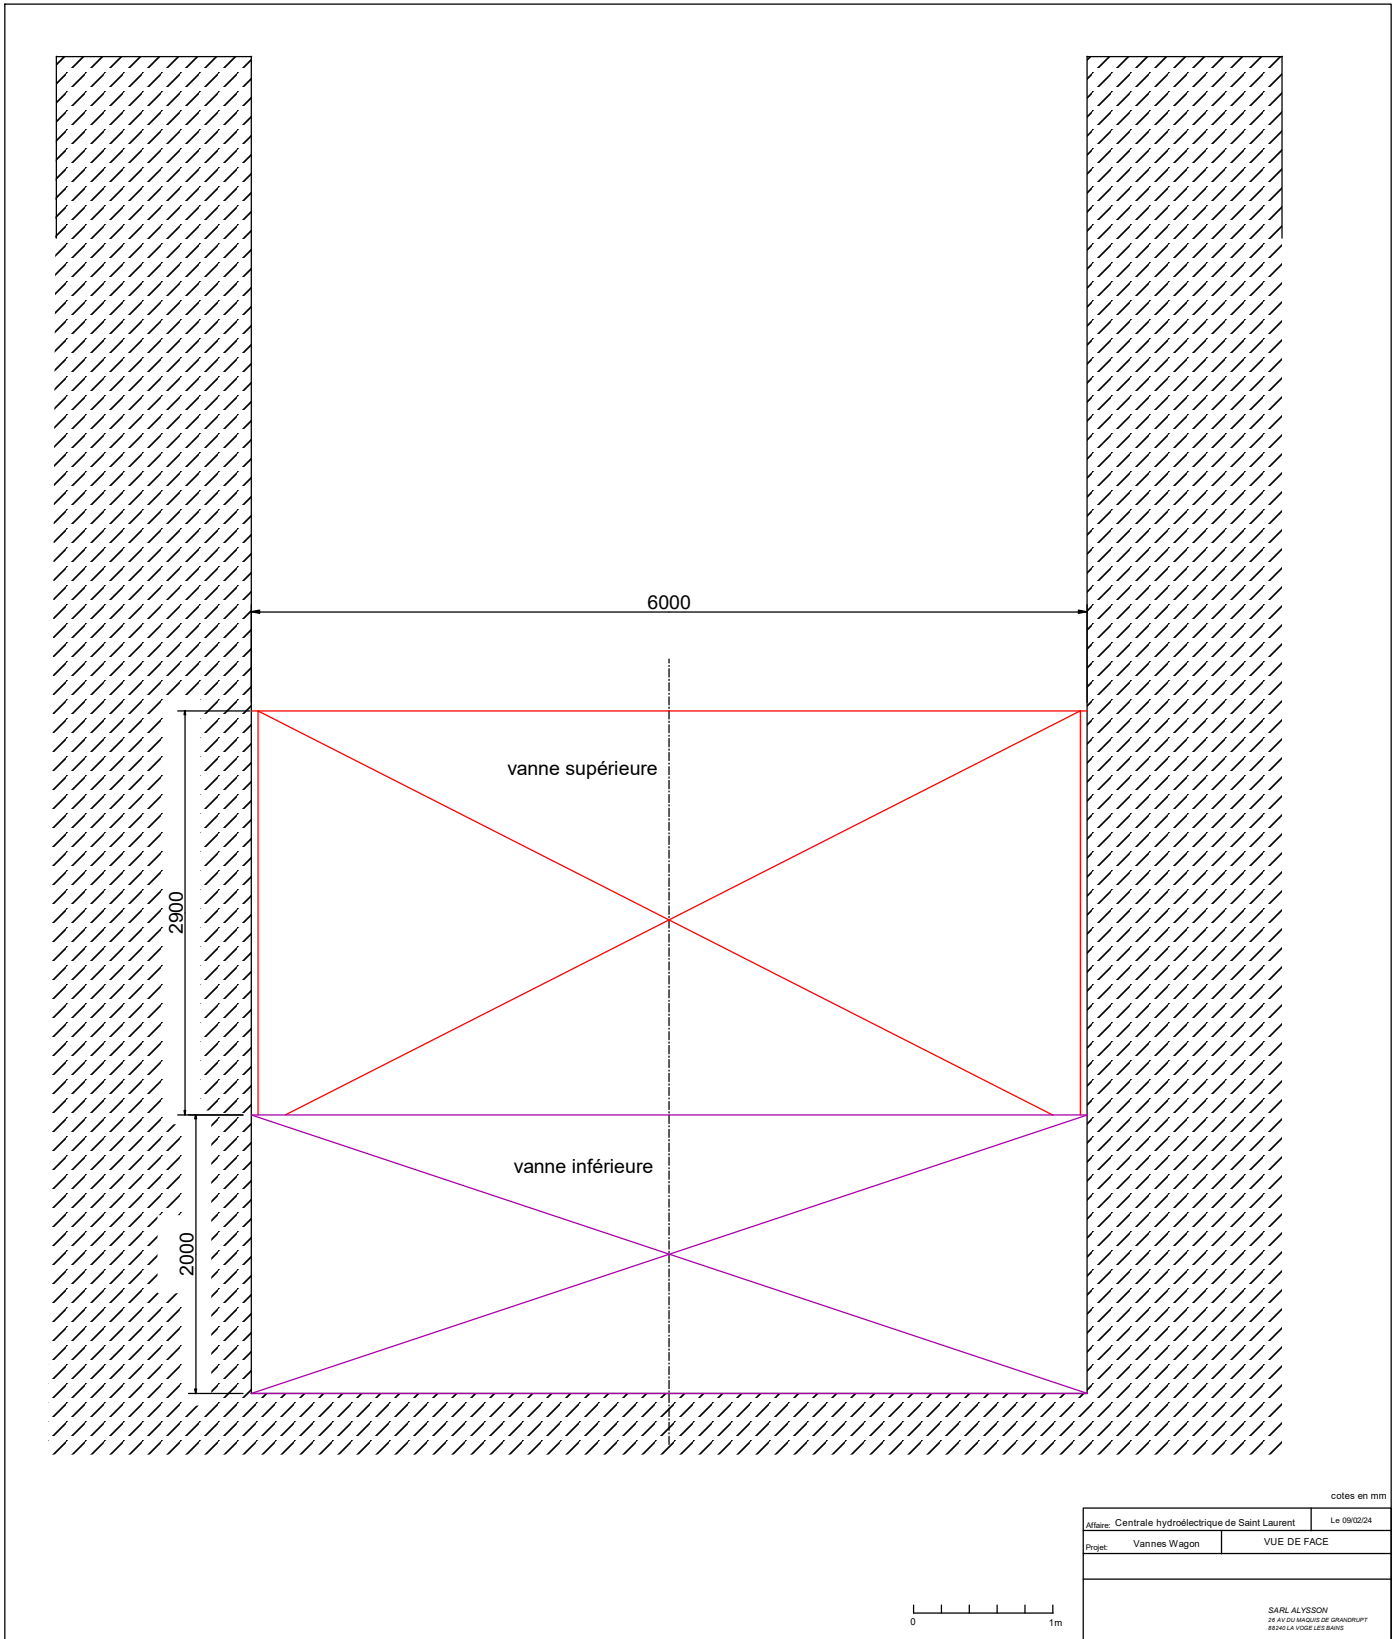 6000
vanne supérieure
2900
vanne inférieure
2000
cotes en mm
Affaire: Centrale hydroélectrique de Saint Laurent Le 09/02/24
Projet: Vannes Wagon VUE DE FACE
0 1m
SARL ALYSSON
26 AV DU MAQUIS DE GRANDRUPT
88240 LA VOGE LES BAINS